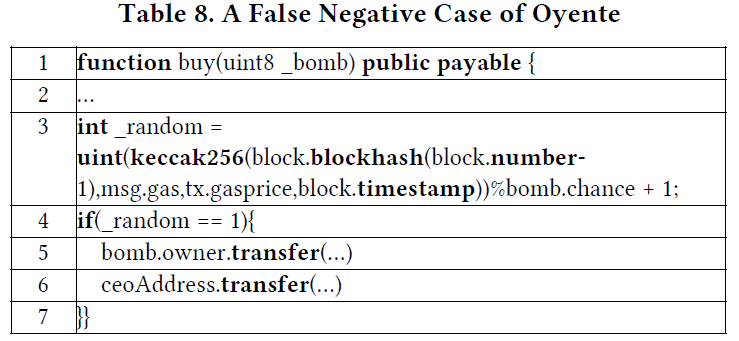 Table 8. A False Negative Case of Oyente
1 function buy(uint8 _bomb) public payable {
2 ...
3 int _random =
uint(keccak256(block.blockhash(block.number-
1),msg.gas,tx.gasprice,block.timestamp))%bomb.chance + 1;
4 if(_random == 1){
5 bomb.owner.transfer(...)
6 ceoAddress.transfer(...)
7 }}